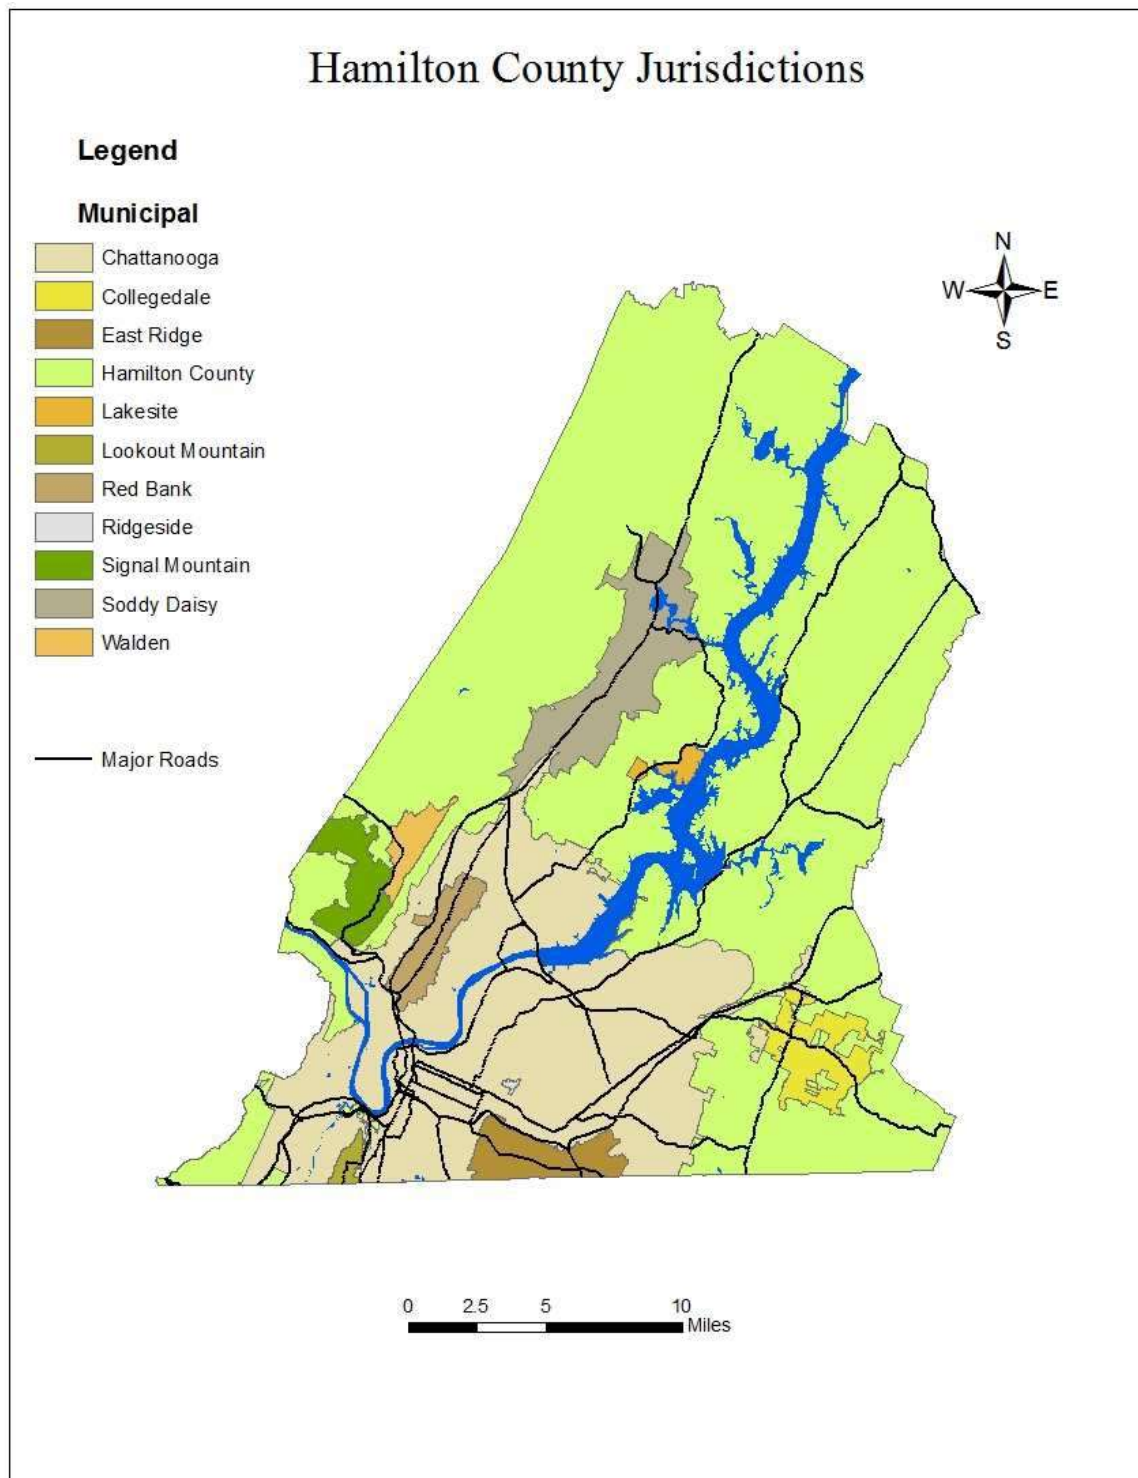 Hamilton County Jurisdictions
Legend
Municipal
Chattanooga
Collegedale
East Ridge
Hamilton County
Lakesite
Lookout Mountain
Red Bank
Ridgeside
Signal Mountain
Soddy Daisy
Walden
Major Roads
N
W E
S
0 2.5 5 10
Miles